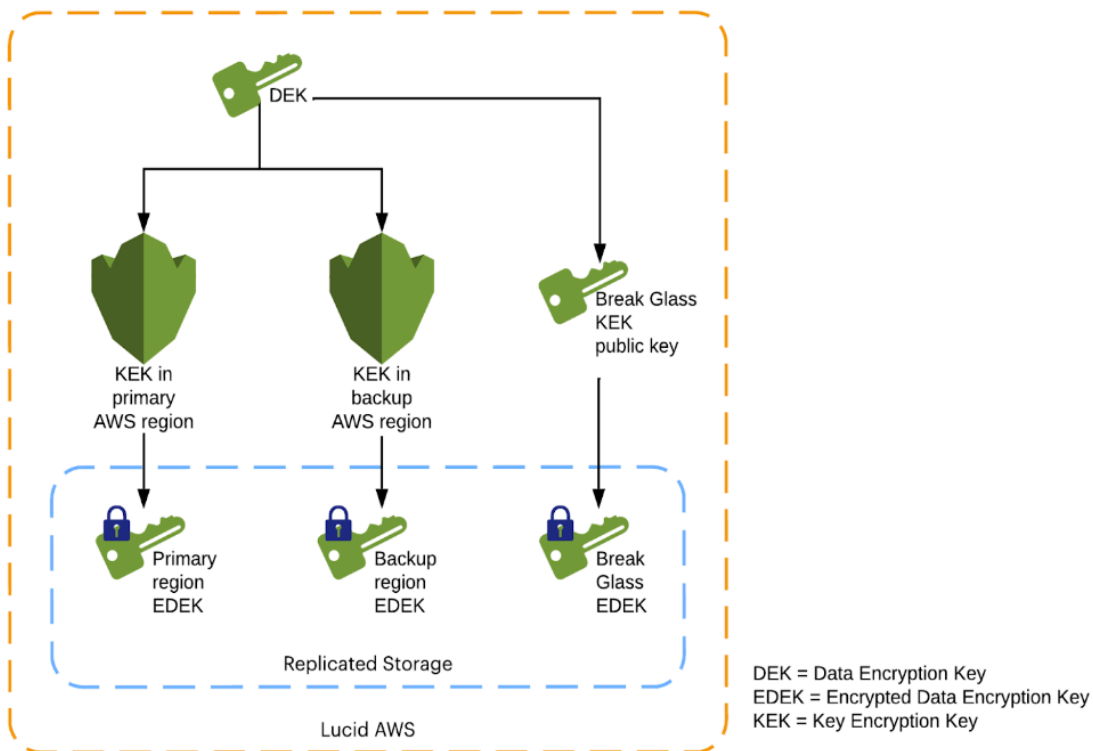 DEK
KEK in
primary
AWS region
KEK in
backup
AWS region
Break Glass
KEK
public key
Primary
region
EDEK
Backup
region
EDEK
Break
Glass
EDEK
Replicated Storage
Lucid AWS
DEK = Data Encryption Key
EDEK = Encrypted Data Encryption Key
KEK = Key Encryption Key